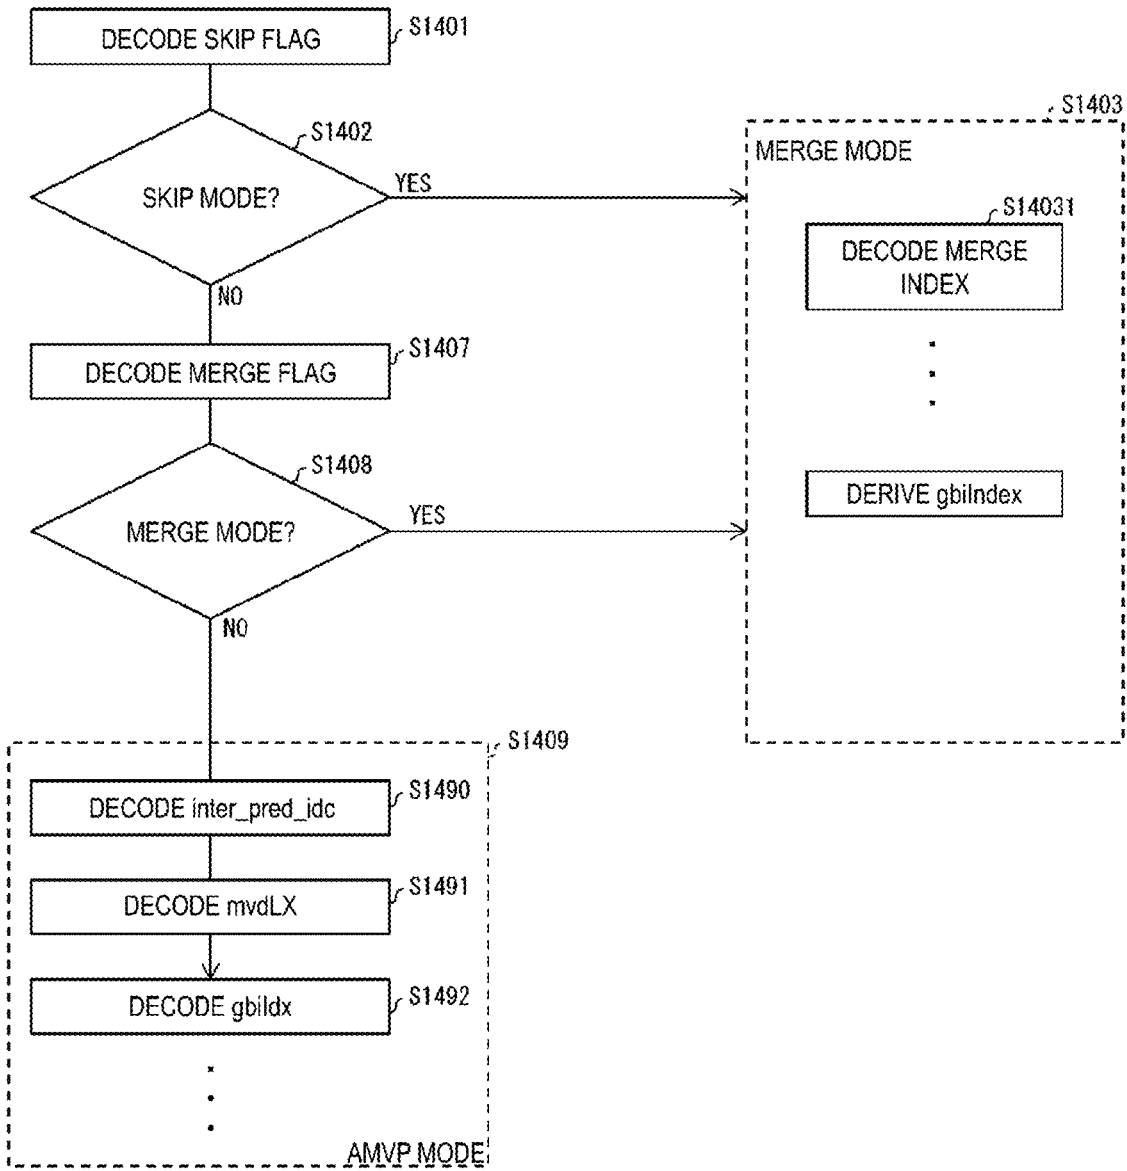 DECODE SKIP FLAG
S1401
S1402
SKIP MODE?
YES
NO
S1403
MERGE MODE
S14031
DECODE MERGE
INDEX
DERIVE gbiIndex
S1407
DECODE MERGE FLAG
S1408
MERGE MODE?
YES
NO
S1409
S1490
DECODE inter_pred_idc
S1491
DECODE mvdLX
S1492
DECODE gbiIdx
AMVP MODE